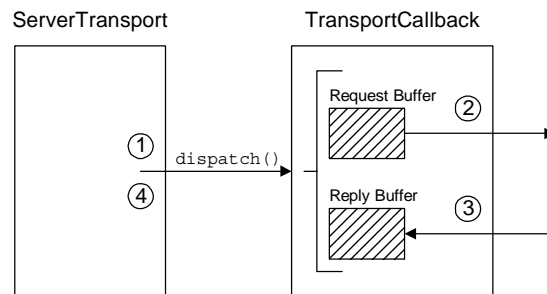 ServerTransport
TransportCallback
Request Buffer
②
①
dispatch()
④
Reply Buffer
③